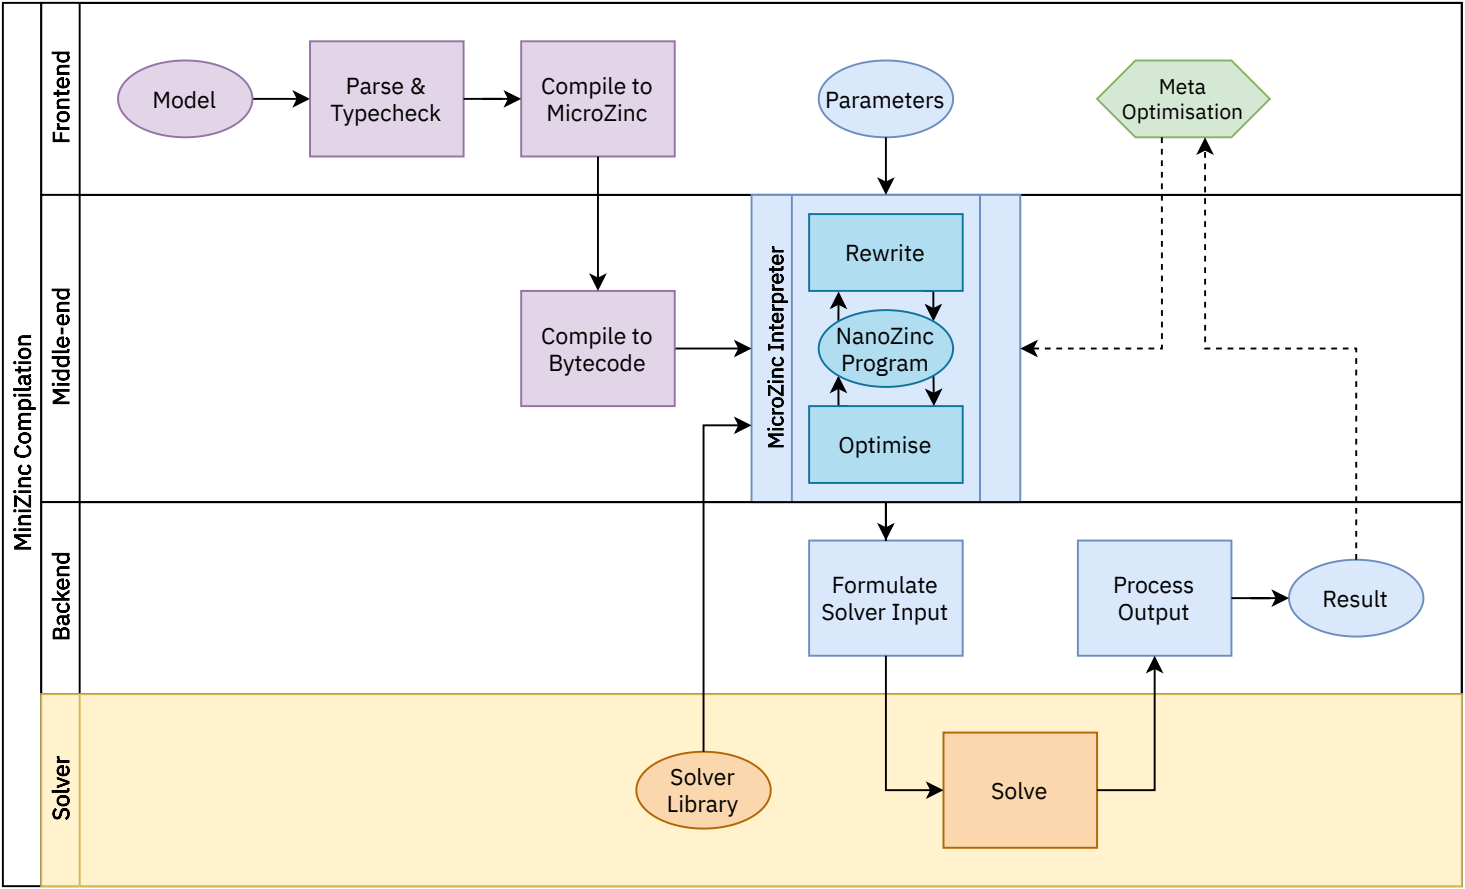 MiniZinc Compilation
Frontend
Model
Parse &
Typecheck
Compile to
MicroZinc
Parameters
Meta
Optimisation
Middle-end
Compile to
Bytecode
MicroZinc Interpreter
Rewrite
NanoZinc
Program
Optimise
Backend
Formulate
Solver Input
Process
Output
Result
Solver
Solver
Library
Solve